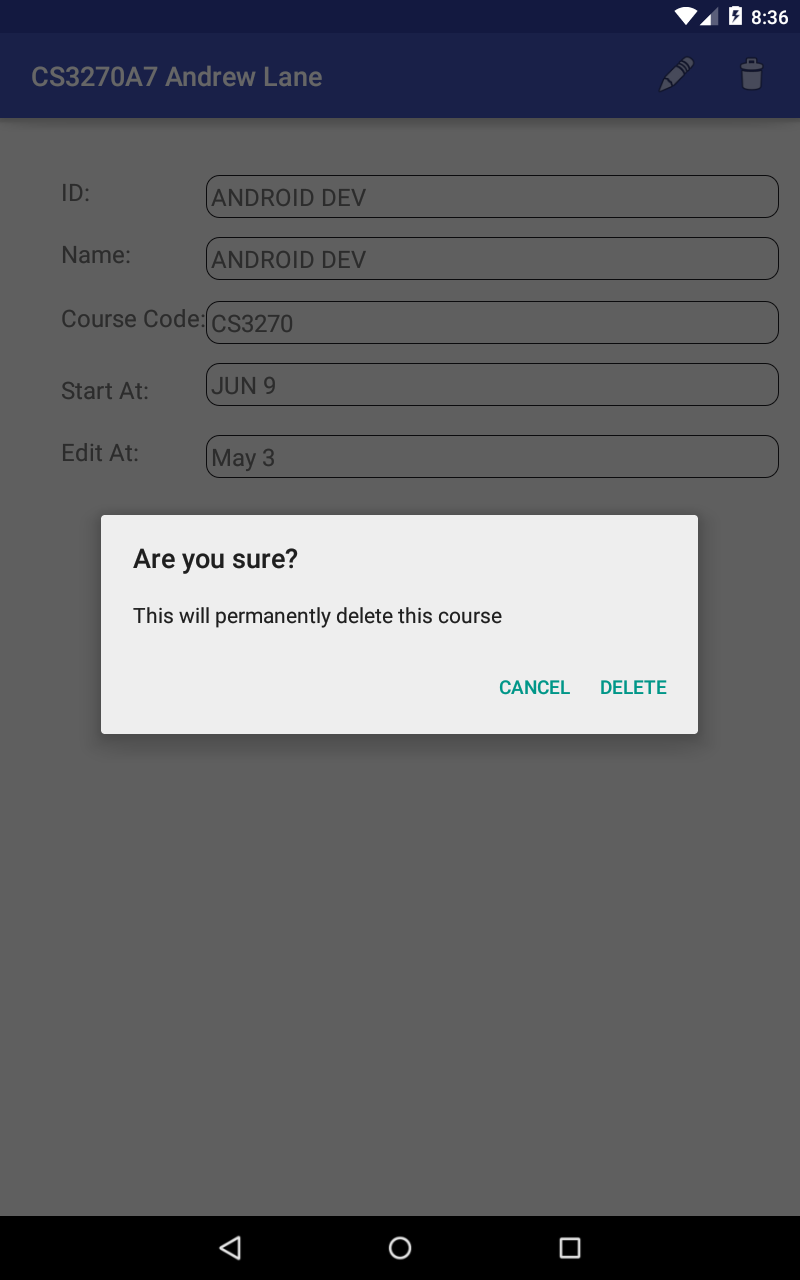 8:36
CS3270A7 Andrew Lane
ID: ANDROID DEV
Name: ANDROID DEV
Course Code: CS3270
Start At: JUN 9
Edit At: May 3
Are you sure?
This will permanently delete this course
CANCEL DELETE